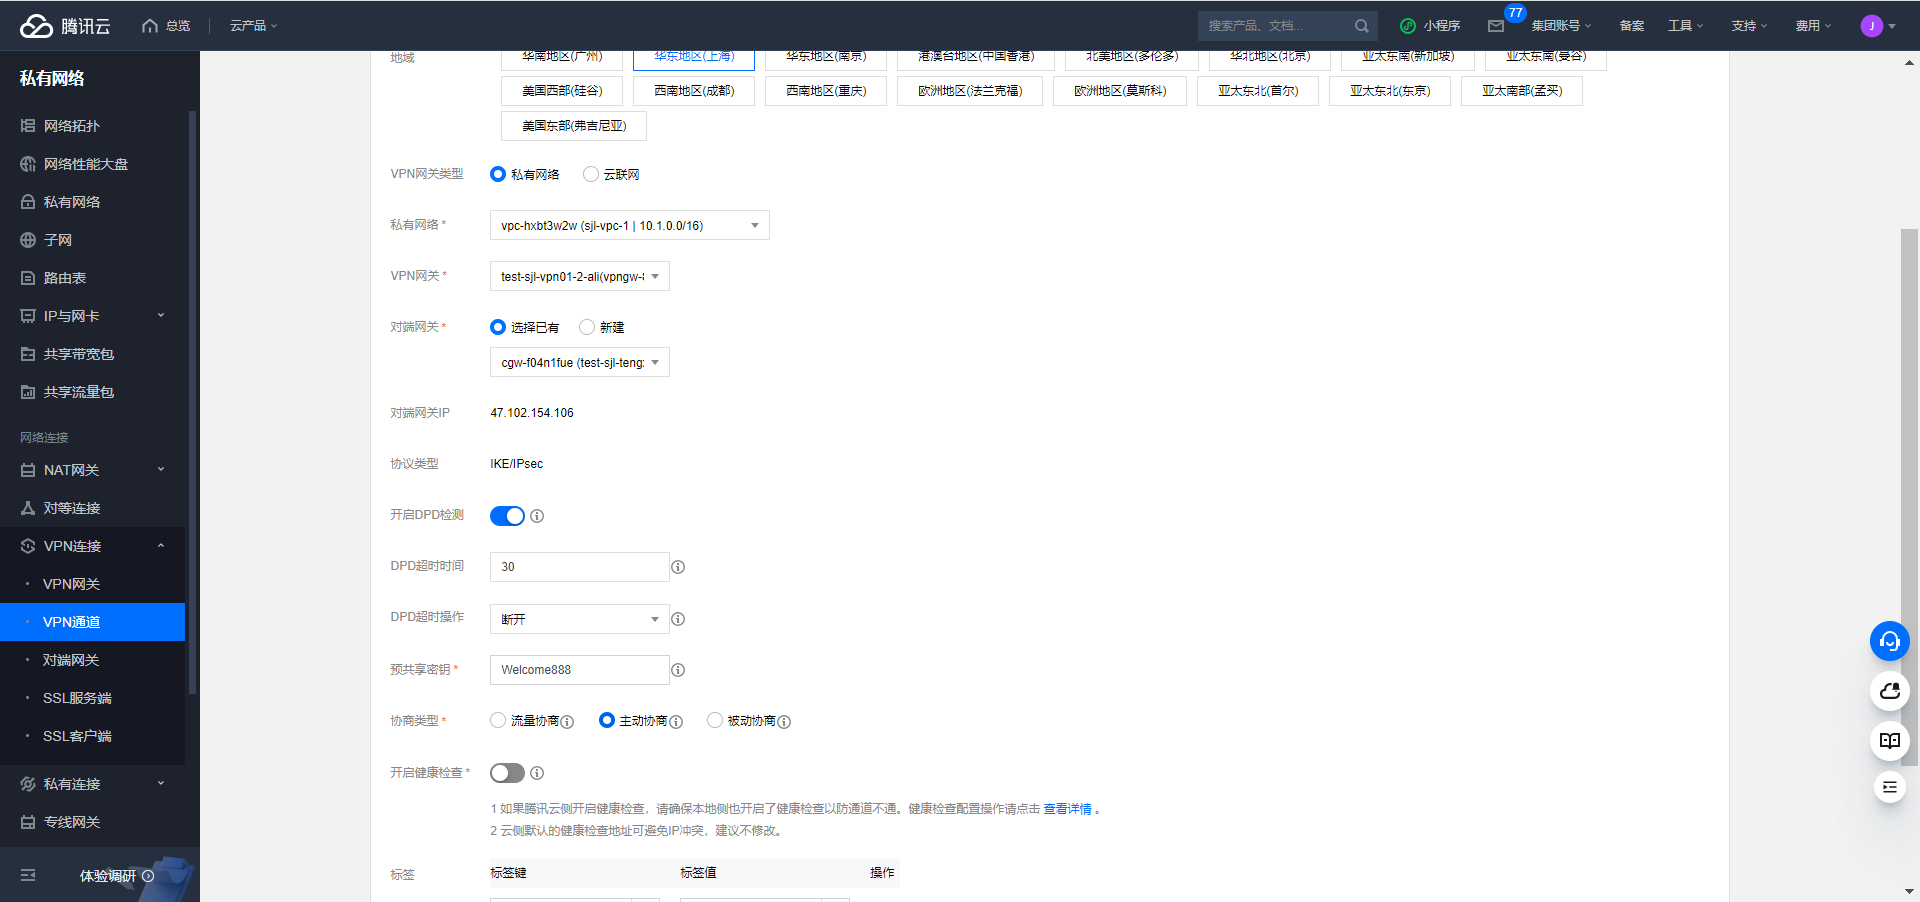 腾讯云
总览
云产品
搜索产品、文档...
小程序
77
集团账号
备案
工具
支持
费用
J
私有网络
网络拓扑
网络性能大盘
私有网络
子网
路由表
IP与网卡
共享带宽包
共享流量包
网络连接
NAT网关
对等连接
VPN连接
VPN网关
VPN通道
对端网关
SSL服务端
SSL客户端
私有连接
专线网关
体验调研
地域
华南地区(广州) 华东地区(上海) 华东地区(南京) 港澳台地区(中国香港) 北美地区(多伦多) 华北地区(北京) 亚太东南(新加坡) 亚太东南(曼谷)
美国西部(硅谷) 西南地区(成都) 西南地区(重庆) 欧洲地区(法兰克福) 欧洲地区(莫斯科) 亚太东北(首尔) 亚太东北(东京) 亚太南部(孟买)
美国东部(弗吉尼亚)
VPN网关类型 私有网络 云联网
私有网络 * vpc-hxbt3w2w (sjl-vpc-1 | 10.1.0.0/16)
VPN网关 * test-sjl-vpn01-2-ali(vpngw-
对端网关 * 选择已有 新建
cgw-f04n1fue (test-sjl-teng
对端网关IP 47.102.154.106
协议类型 IKE/IPsec
开启DPD检测
DPD超时时间 30
DPD超时操作 断开
预共享密钥 * Welcome888
协商类型 * 流量协商 主动协商 被动协商
开启健康检查 *
1 如果腾讯云侧开启健康检查，请确保本地侧也开启了健康检查以防通道不通。健康检查配置操作请点击 查看详情 。
2 云侧默认的健康检查地址可避免IP冲突，建议不修改。
标签 标签键 标签值 操作